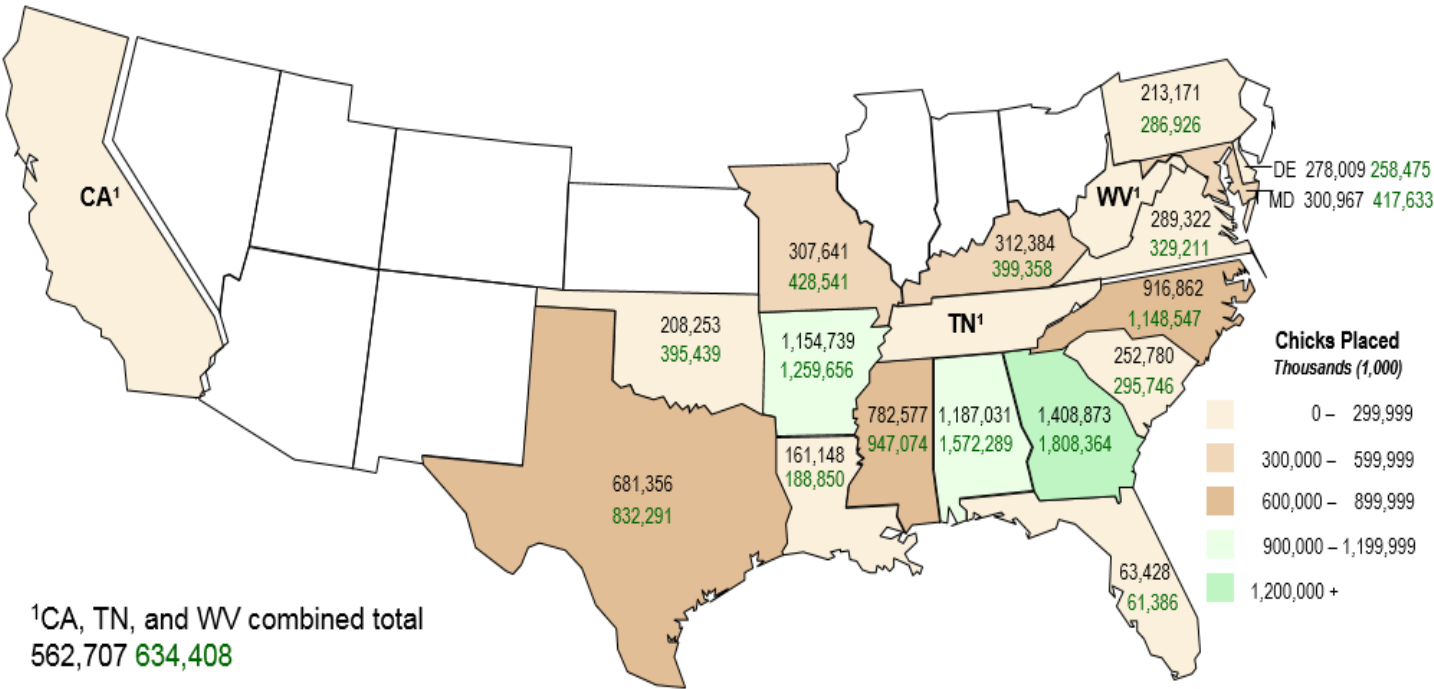 213,171
286,926
DE 278,009 258,475
MD 300,967 417,633
CA¹
WV¹
289,322
329,211
307,641
428,541
312,384
399,358
916,862
1,148,547
208,253
395,439
1,154,739
1,259,656
TN¹
252,780
295,746
782,577
947,074
1,187,031
1,572,289
1,408,873
1,808,364
161,148
188,850
681,356
832,291
63,428
61,386
Chicks Placed
Thousands (1,000)
0 – 299,999
300,000 – 599,999
600,000 – 899,999
900,000 – 1,199,999
1,200,000 +
¹CA, TN, and WV combined total
562,707 634,408